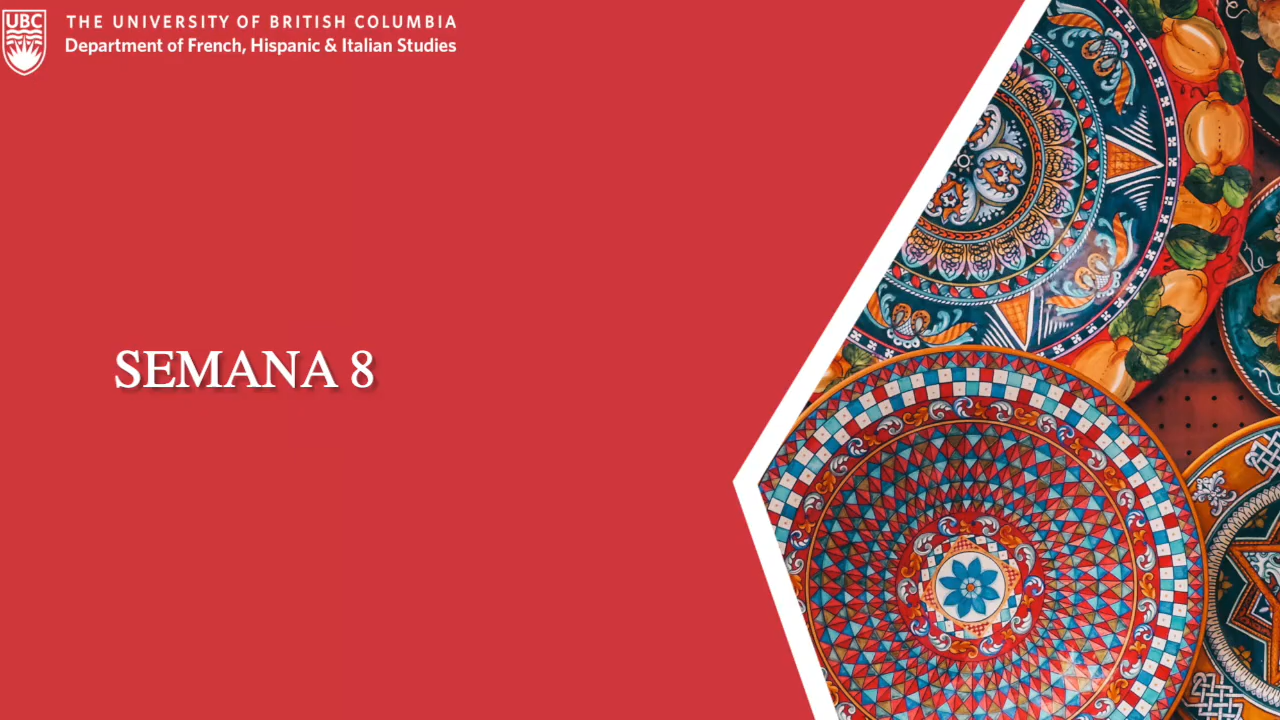 UBC
THE UNIVERSITY OF BRITISH COLUMBIA
Department of French, Hispanic & Italian Studies
SEMANA 8